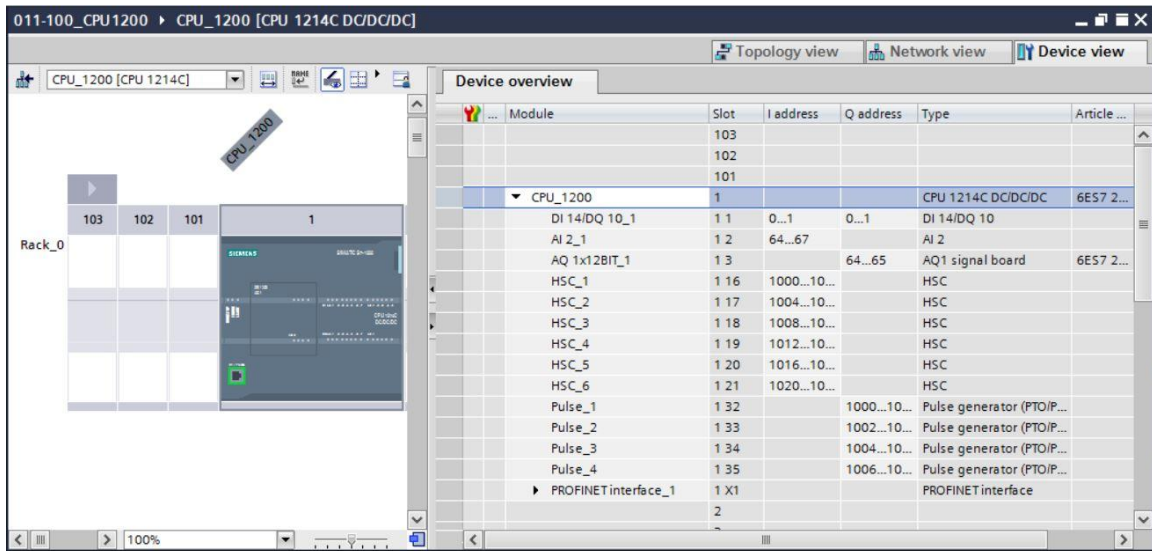 011-100_CPU1200 ▸ CPU_1200 [CPU 1214C DC/DC/DC]
Topology view Network view Device view
CPU_1200 [CPU 1214C]
Device overview
CPU_1200
103 102 101 1
Rack_0
SIEMENS
... Module Slot I address Q address Type Article ...
103
102
101
CPU_1200 1 CPU 1214C DC/DC/DC 6ES7 2...
DI 14/DQ 10_1 1 1 0...1 0...1 DI 14/DQ 10
AI 2_1 1 2 64...67 AI 2
AQ 1x12BIT_1 1 3 64...65 AQ1 signal board 6ES7 2...
HSC_1 1 16 1000...10... HSC
HSC_2 1 17 1004...10... HSC
HSC_3 1 18 1008...10... HSC
HSC_4 1 19 1012...10... HSC
HSC_5 1 20 1016...10... HSC
HSC_6 1 21 1020...10... HSC
Pulse_1 1 32 1000...10... Pulse generator (PTO/P...
Pulse_2 1 33 1002...10... Pulse generator (PTO/P...
Pulse_3 1 34 1004...10... Pulse generator (PTO/P...
Pulse_4 1 35 1006...10... Pulse generator (PTO/P...
PROFINET interface_1 1 X1 PROFINET interface
2
100%